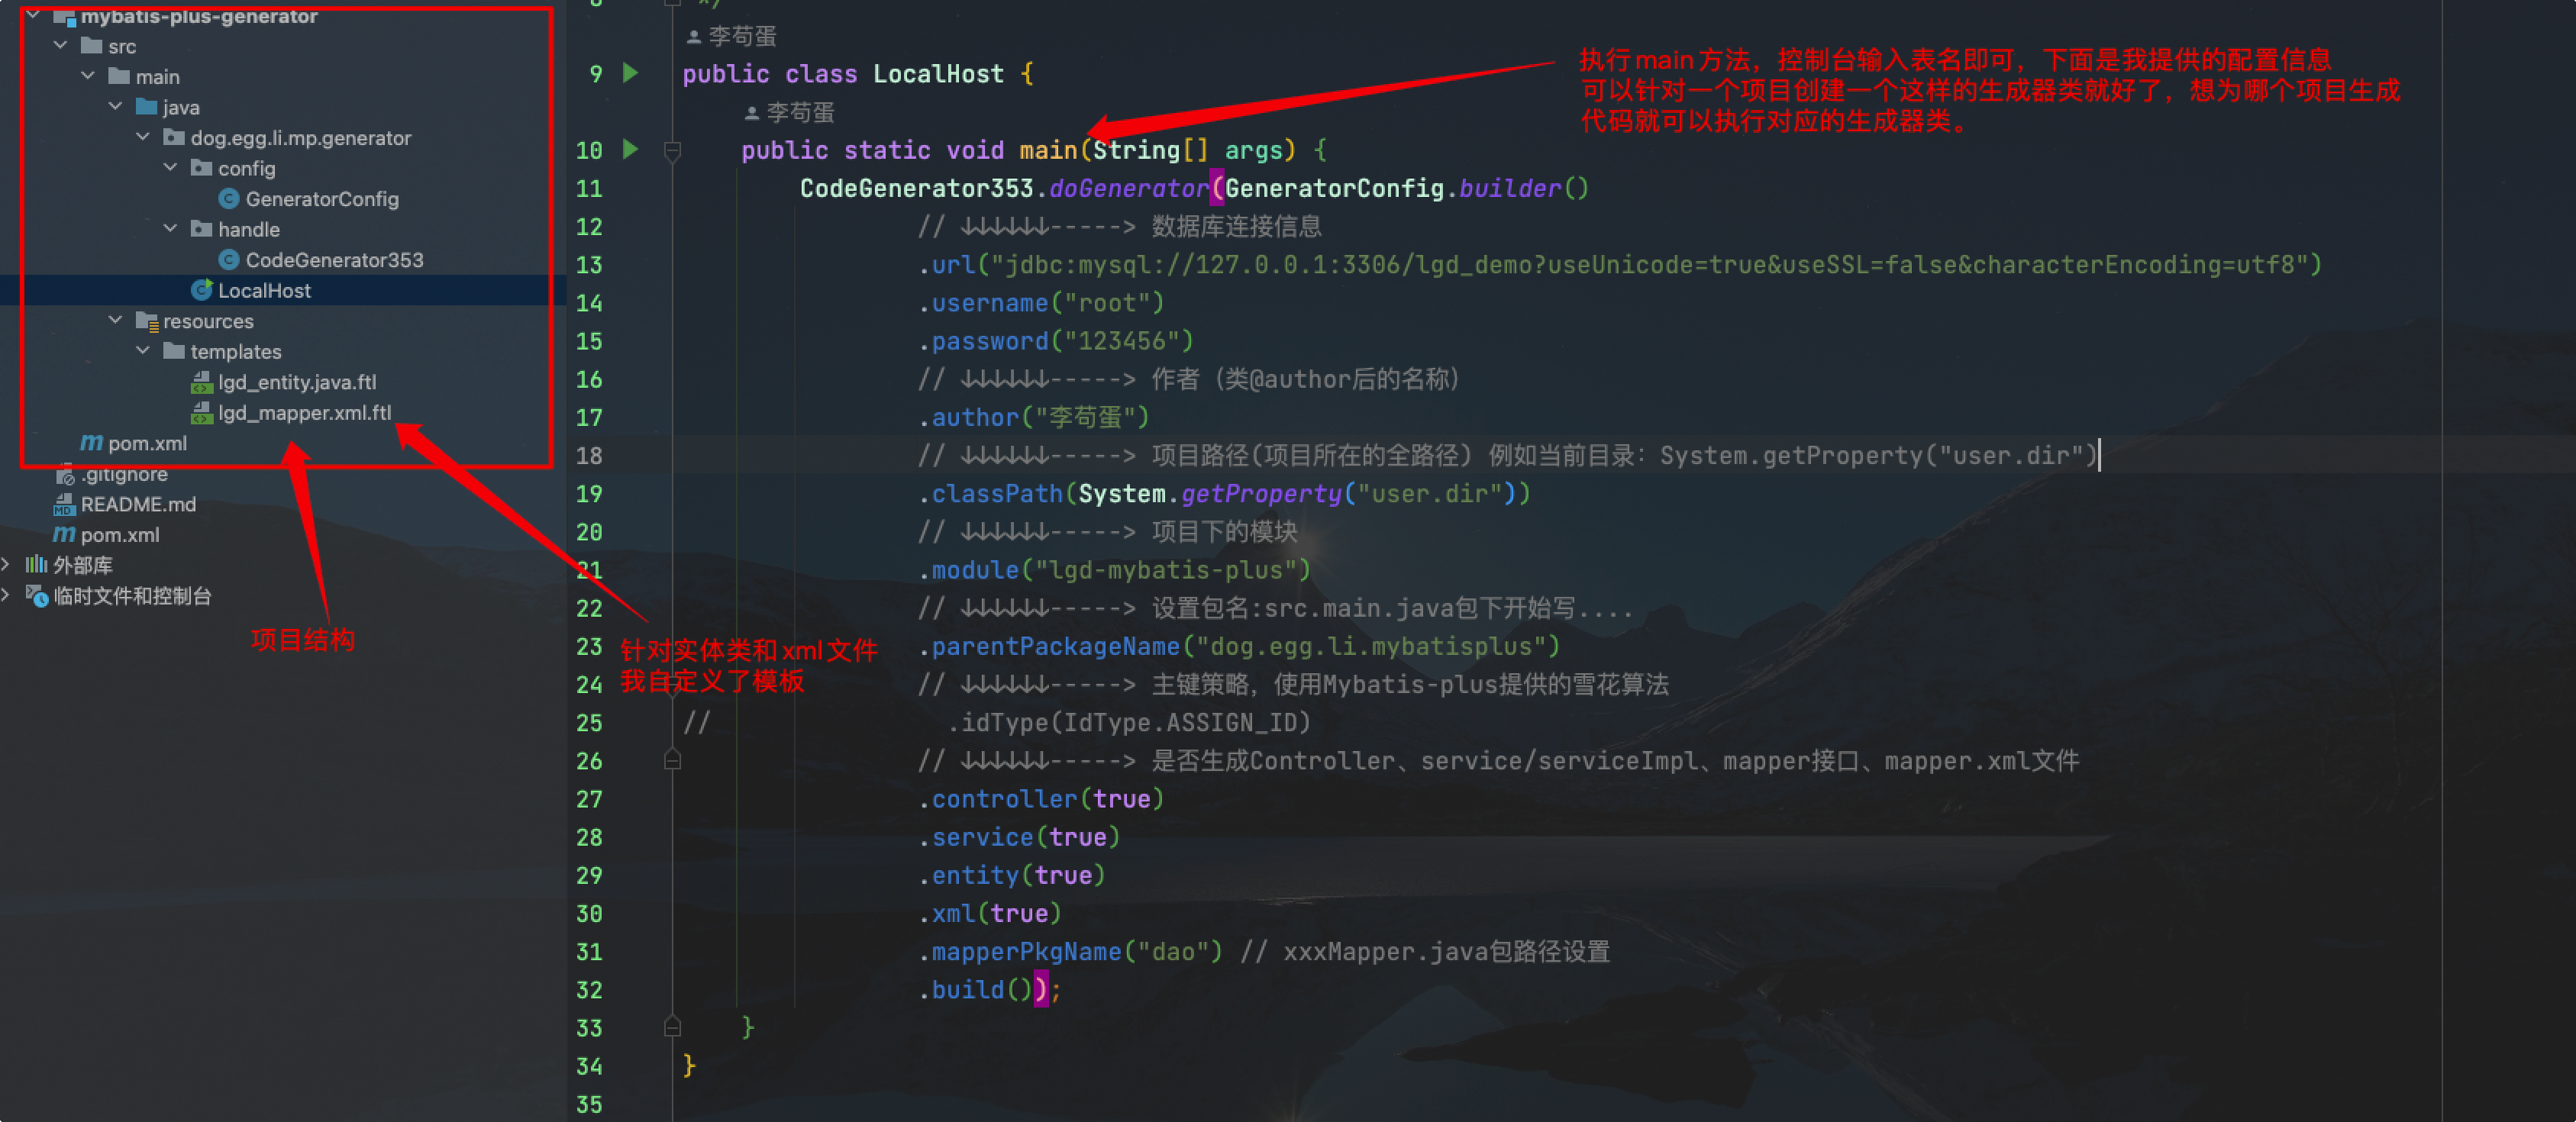 mybatis-plus-generator
src
main
java
dog.egg.li.mp.generator
config
GeneratorConfig
handle
CodeGenerator353
LocalHost
resources
templates
lgd_entity.java.ftl
lgd_mapper.xml.ftl
pom.xml
.gitignore
README.md
pom.xml
外部库
临时文件和控制台
项目结构
针对实体类和xml文件
我自定义了模板
执行main方法，控制台输入表名即可，下面是我提供的配置信息
可以针对一个项目创建一个这样的生成器类就好了，想为哪个项目生成
代码就可以执行对应的生成器类。
8 */
李苟蛋
9 public class LocalHost {
李苟蛋
10 public static void main(String[] args) {
11 CodeGenerator353.doGenerator(GeneratorConfig.builder()
12 // ↓↓↓↓↓↓-----> 数据库连接信息
13 .url("jdbc:mysql://127.0.0.1:3306/lgd_demo?useUnicode=true&useSSL=false&characterEncoding=utf8")
14 .username("root")
15 .password("123456")
16 // ↓↓↓↓↓↓-----> 作者（类@author后的名称）
17 .author("李苟蛋")
18 // ↓↓↓↓↓↓-----> 项目路径(项目所在的全路径) 例如当前目录：System.getProperty("user.dir")
19 .classPath(System.getProperty("user.dir"))
20 // ↓↓↓↓↓↓-----> 项目下的模块
21 .module("lgd-mybatis-plus")
22 // ↓↓↓↓↓↓-----> 设置包名:src.main.java包下开始写....
23 .parentPackageName("dog.egg.li.mybatisplus")
24 // ↓↓↓↓↓↓-----> 主键策略，使用Mybatis-plus提供的雪花算法
25 // .idType(IdType.ASSIGN_ID)
26 // ↓↓↓↓↓↓-----> 是否生成Controller、service/serviceImpl、mapper接口、mapper.xml文件
27 .controller(true)
28 .service(true)
29 .entity(true)
30 .xml(true)
31 .mapperPkgName("dao") // xxxMapper.java包路径设置
32 .build());
33 }
34 }
35